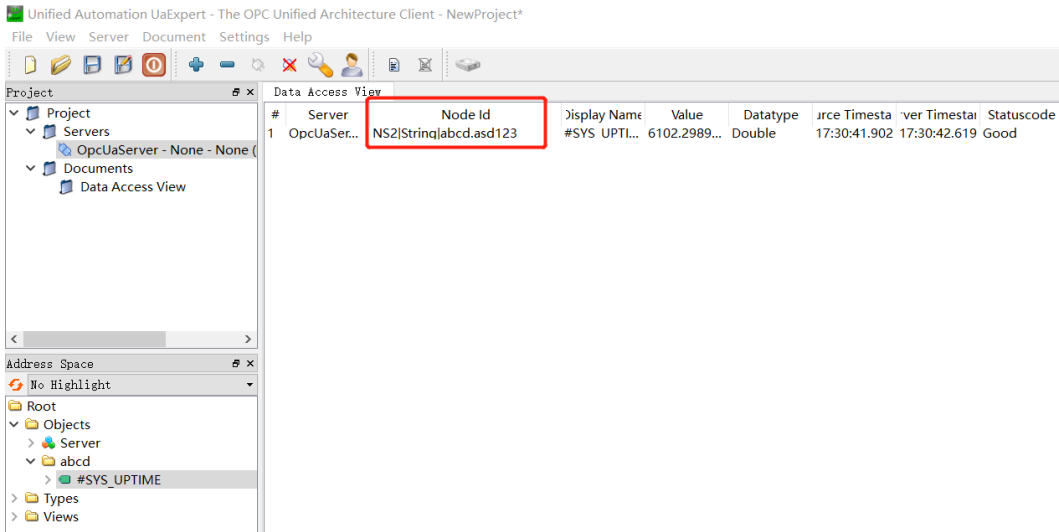 Unified Automation UaExpert - The OPC Unified Architecture Client - NewProject*
File View Server Document Settings Help
Project
Data Access View
# Server Node Id Display Name Value Datatype urce Timesta ver Timestar Statuscode
1 OpcUaSer... NS2|String|abcd.asd123 #SYS_UPTI... 6102.2989... Double 17:30:41.902 17:30:42.619 Good
Project
Servers
OpcUaServer - None - None (
Documents
Data Access View
Address Space
No Highlight
Root
Objects
Server
abcd
#SYS_UPTIME
Types
Views